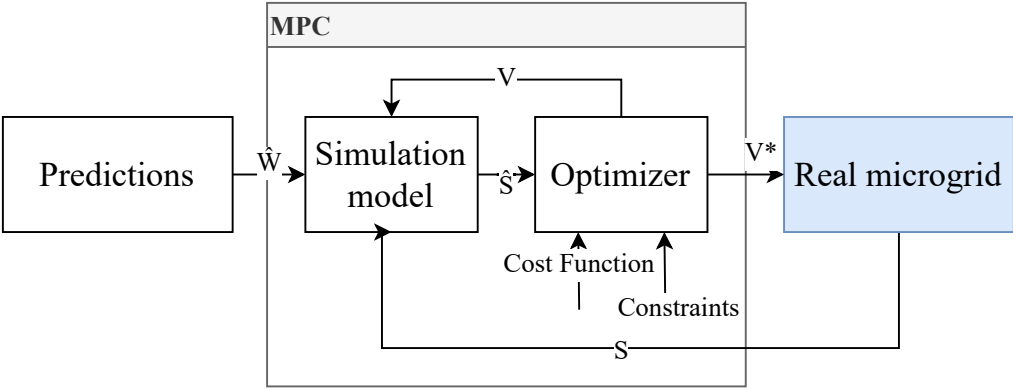 MPC
V
Predictions
Ŵ
Simulation
model
Ŝ
Optimizer
V*
Real microgrid
Cost Function
Constraints
S